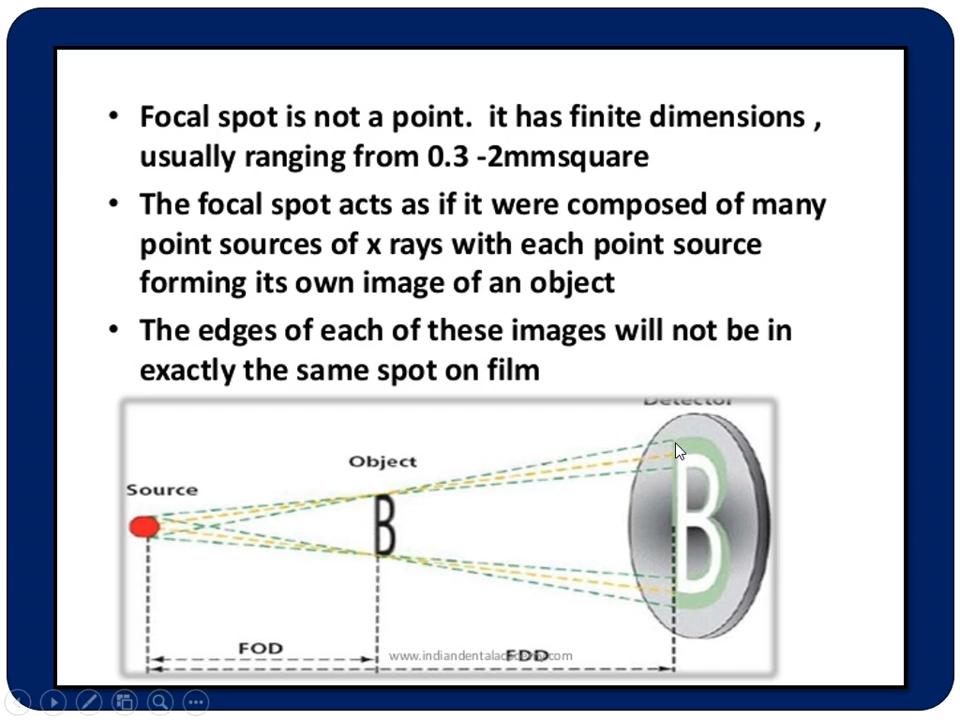 • Focal spot is not a point.  it has finite dimensions ,
usually ranging from 0.3 -2mmsquare
• The focal spot acts as if it were composed of many
point sources of x rays with each point source
forming its own image of an object
• The edges of each of these images will not be in
exactly the same spot on film
Detector
Object
Source
B
B
FOD
www.indiandentalacademy.com
FDD